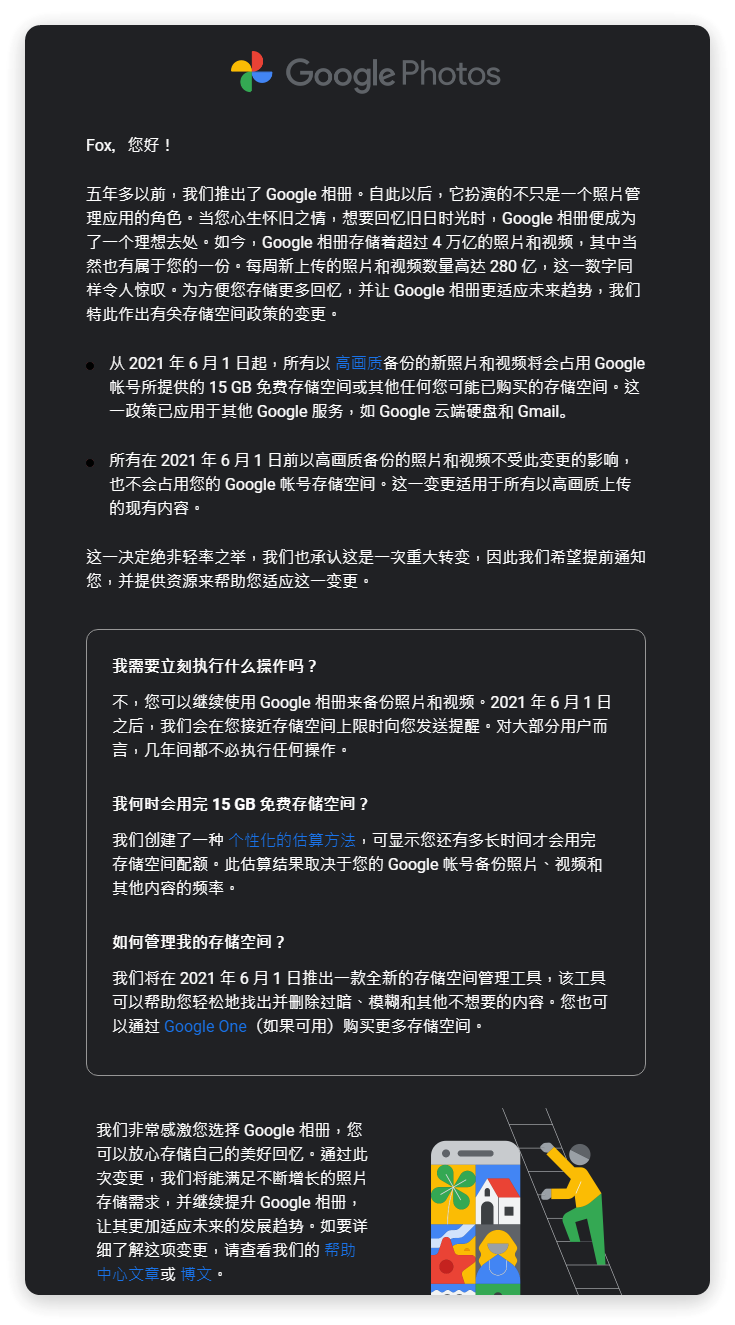 Google Photos
Fox，您好！
五年多以前，我们推出了 Google 相册。自此以后，它扮演的不只是一个照片管
理应用的角色。当您心生怀旧之情，想要回忆旧日时光时，Google 相册便成为
了一个理想去处。如今，Google 相册存储着超过 4 万亿的照片和视频，其中当
然也有属于您的一份。每周新上传的照片和视频数量高达 280 亿，这一数字同
样令人惊叹。为方便您存储更多回忆，并让 Google 相册更适应未来趋势，我们
特此作出有关存储空间政策的变更。
从 2021 年 6 月 1 日起，所有以 高画质备份的新照片和视频将会占用 Google
帐号所提供的 15 GB 免费存储空间或其他任何您可能已购买的存储空间。这
一政策已应用于其他 Google 服务，如 Google 云端硬盘和 Gmail。
所有在 2021 年 6 月 1 日前以高画质备份的照片和视频不受此变更的影响，
也不会占用您的 Google 帐号存储空间。这一变更适用于所有以高画质上传
的现有内容。
这一决定绝非轻率之举，我们也承认这是一次重大转变，因此我们希望提前通知
您，并提供资源来帮助您适应这一变更。
我需要立刻执行什么操作吗？
不，您可以继续使用 Google 相册来备份照片和视频。2021 年 6 月 1 日
之后，我们会在您接近存储空间上限时向您发送提醒。对大部分用户而
言，几年间都不必执行任何操作。
我何时会用完 15 GB 免费存储空间？
我们创建了一种 个性化的估算方法，可显示您还有多长时间才会用完
存储空间配额。此估算结果取决于您的 Google 帐号备份照片、视频和
其他内容的频率。
如何管理我的存储空间？
我们将在 2021 年 6 月 1 日推出一款全新的存储空间管理工具，该工具
可以帮助您轻松地找出并删除过暗、模糊和其他不想要的内容。您也可
以通过 Google One（如果可用）购买更多存储空间。
我们非常感激您选择 Google 相册，您
可以放心存储自己的美好回忆。通过此
次变更，我们将能满足不断增长的照片
存储需求，并继续提升 Google 相册，
让其更加适应未来的发展趋势。如要详
细了解这项变更，请查看我们的 帮助
中心文章或 博文。